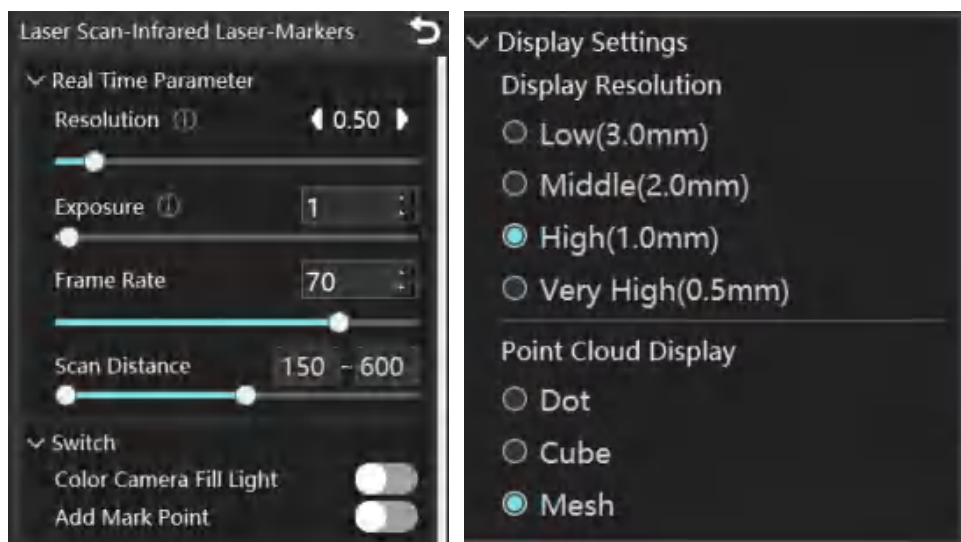 Laser Scan-Infrared Laser-Markers
Real Time Parameter
Resolution 0.50
Exposure 1
Frame Rate 70
Scan Distance 150 ~ 600
Switch
Color Camera Fill Light
Add Mark Point
Display Settings
Display Resolution
Low(3.0mm)
Middle(2.0mm)
High(1.0mm)
Very High(0.5mm)
Point Cloud Display
Dot
Cube
Mesh